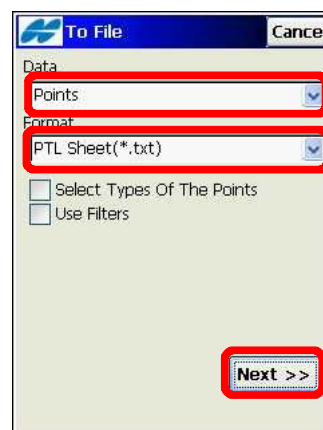 To File
Cance
Data
Points
Format
PTL Sheet(*.txt)
Select Types Of The Points
Use Filters
Next >>